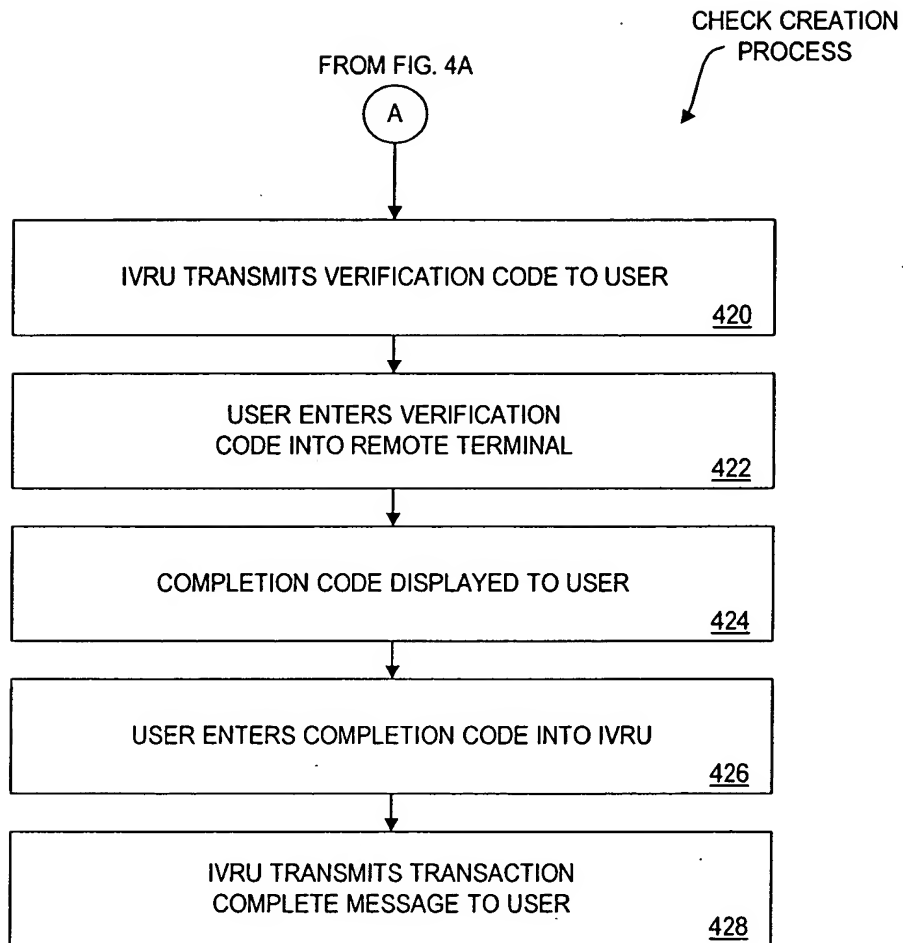 CHECK CREATION
PROCESS
FROM FIG. 4A
A
IVRU TRANSMITS VERIFICATION CODE TO USER
420
USER ENTERS VERIFICATION
CODE INTO REMOTE TERMINAL
422
COMPLETION CODE DISPLAYED TO USER
424
USER ENTERS COMPLETION CODE INTO IVRU
426
IVRU TRANSMITS TRANSACTION
COMPLETE MESSAGE TO USER
428